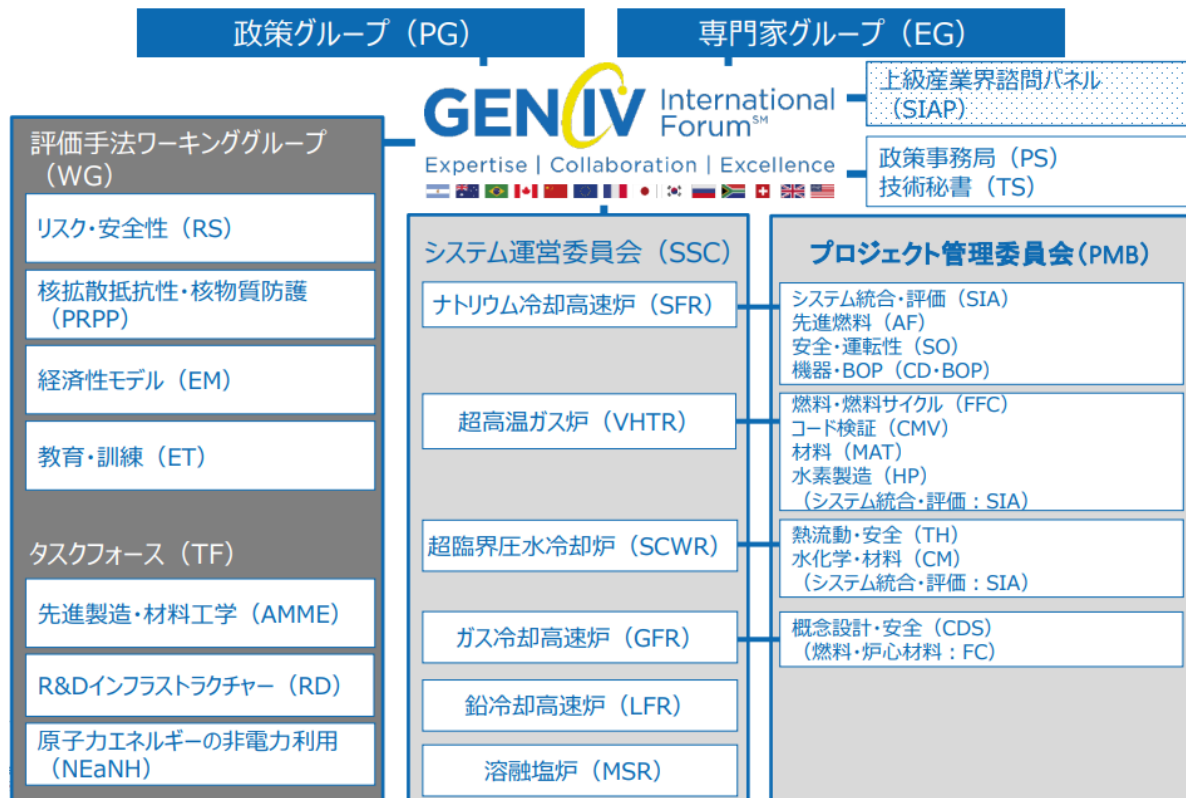 政策グループ（PG）
専門家グループ（EG）
GENIV International
Forum℠
Expertise | Collaboration | Excellence
上級産業界諮問パネル
（SIAP）
政策事務局（PS）
技術秘書（TS）
評価手法ワーキンググループ
（WG）
リスク・安全性（RS）
核拡散抵抗性・核物質防護
（PRPP）
経済性モデル（EM）
教育・訓練（ET）
タスクフォース（TF）
先進製造・材料工学（AMME）
R&Dインフラストラクチャー（RD）
原子力エネルギーの非電力利用
（NEaNH）
システム運営委員会（SSC）
ナトリウム冷却高速炉（SFR）
超高温ガス炉（VHTR）
超臨界圧水冷却炉（SCWR）
ガス冷却高速炉（GFR）
鉛冷却高速炉（LFR）
溶融塩炉（MSR）
プロジェクト管理委員会（PMB）
システム統合・評価（SIA）
先進燃料（AF）
安全・運転性（SO）
機器・BOP（CD・BOP）
燃料・燃料サイクル（FFC）
コード検証（CMV）
材料（MAT）
水素製造（HP）
（システム統合・評価：SIA）
熱流動・安全（TH）
水化学・材料（CM）
（システム統合・評価：SIA）
概念設計・安全（CDS）
（燃料・炉心材料：FC）